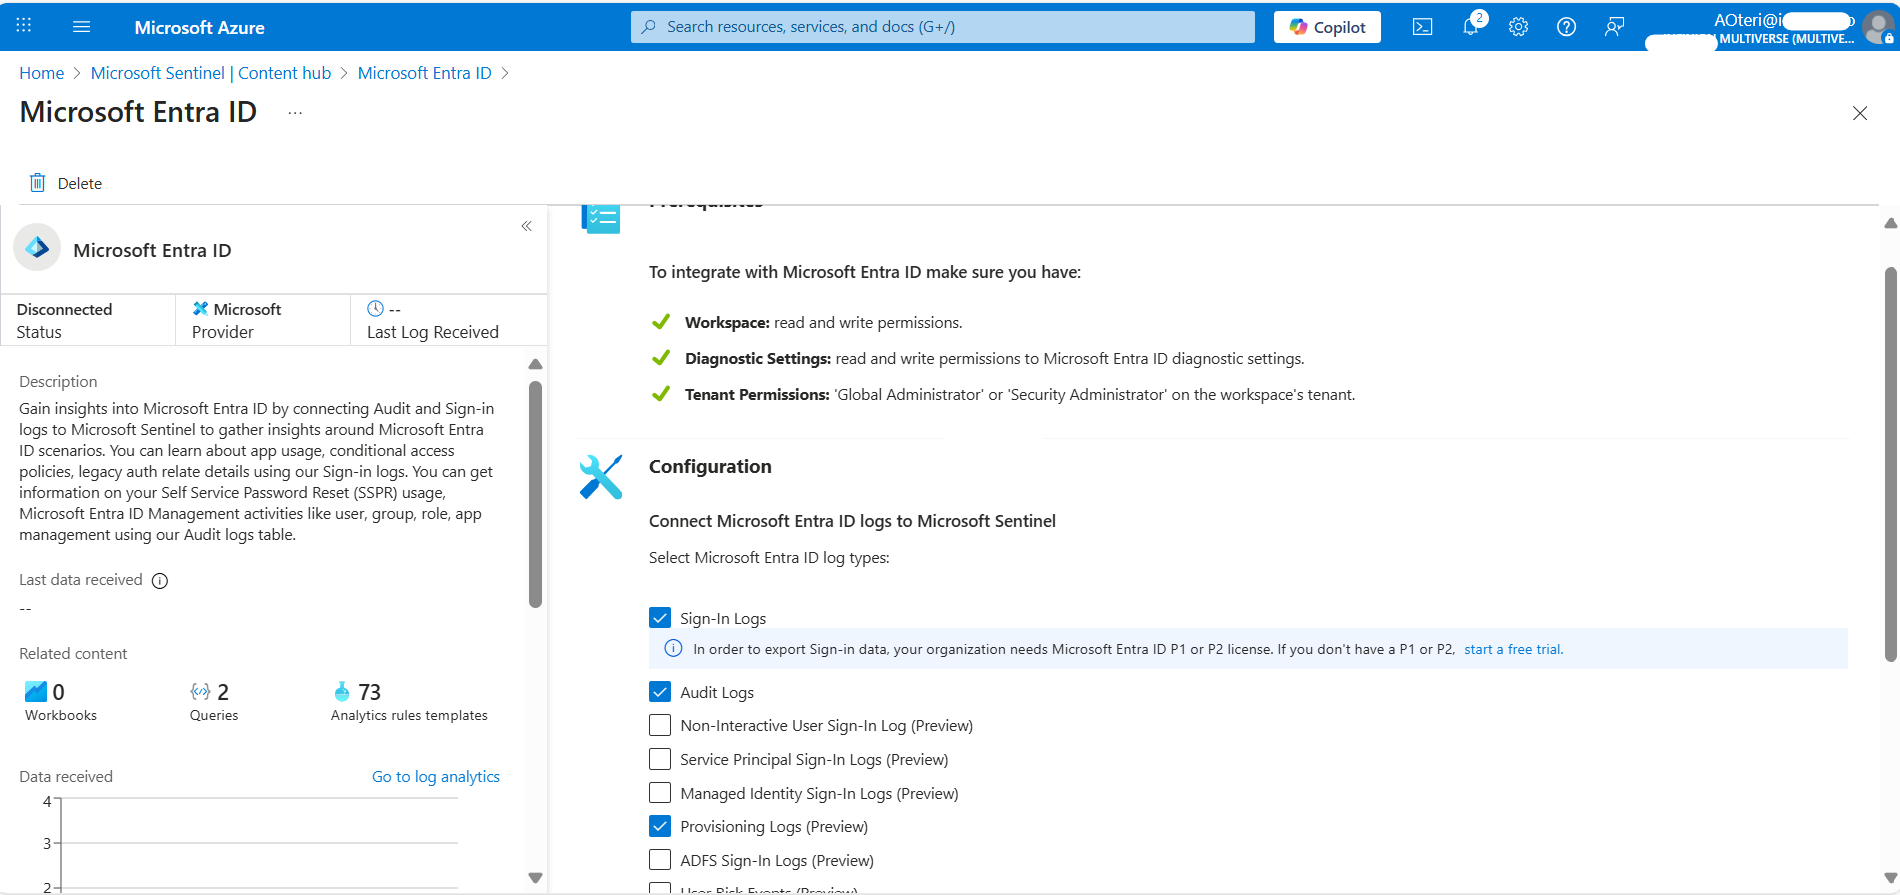 Microsoft Azure
Search resources, services, and docs (G+/)
Copilot
2
AOteri@i
MULTIVERSE (MULTIVE...
Home > Microsoft Sentinel | Content hub > Microsoft Entra ID >
Microsoft Entra ID ...
Delete
Microsoft Entra ID
Disconnected
Status
Microsoft
Provider
--
Last Log Received
Description
Gain insights into Microsoft Entra ID by connecting Audit and Sign-in
logs to Microsoft Sentinel to gather insights around Microsoft Entra
ID scenarios. You can learn about app usage, conditional access
policies, legacy auth relate details using our Sign-in logs. You can get
information on your Self Service Password Reset (SSPR) usage,
Microsoft Entra ID Management activities like user, group, role, app
management using our Audit logs table.
Last data received
--
Related content
0
Workbooks
2
Queries
73
Analytics rules templates
Data received
Go to log analytics
4
3
2
Prerequisites
To integrate with Microsoft Entra ID make sure you have:
Workspace: read and write permissions.
Diagnostic Settings: read and write permissions to Microsoft Entra ID diagnostic settings.
Tenant Permissions: 'Global Administrator' or 'Security Administrator' on the workspace's tenant.
Configuration
Connect Microsoft Entra ID logs to Microsoft Sentinel
Select Microsoft Entra ID log types:
Sign-In Logs
In order to export Sign-in data, your organization needs Microsoft Entra ID P1 or P2 license. If you don't have a P1 or P2, start a free trial.
Audit Logs
Non-Interactive User Sign-In Log (Preview)
Service Principal Sign-In Logs (Preview)
Managed Identity Sign-In Logs (Preview)
Provisioning Logs (Preview)
ADFS Sign-In Logs (Preview)
User Risk Events (Preview)